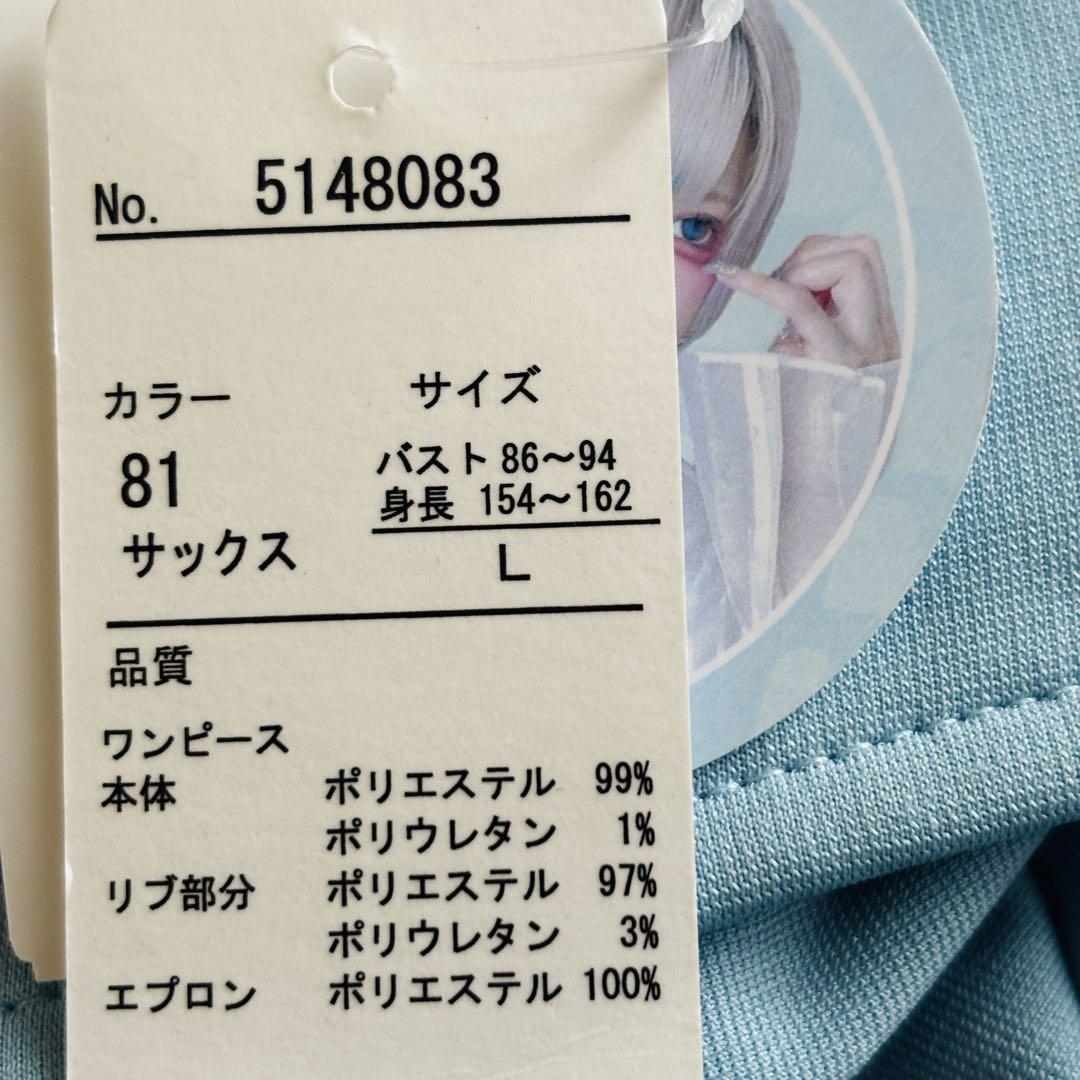 No. 5148083
カラー サイズ
81 バスト 86～94
身長 154～162
サックス L
品質
ワンピース
本体 ポリエステル 99%
ポリウレタン 1%
リブ部分 ポリエステル 97%
ポリウレタン 3%
エプロン ポリエステル 100%